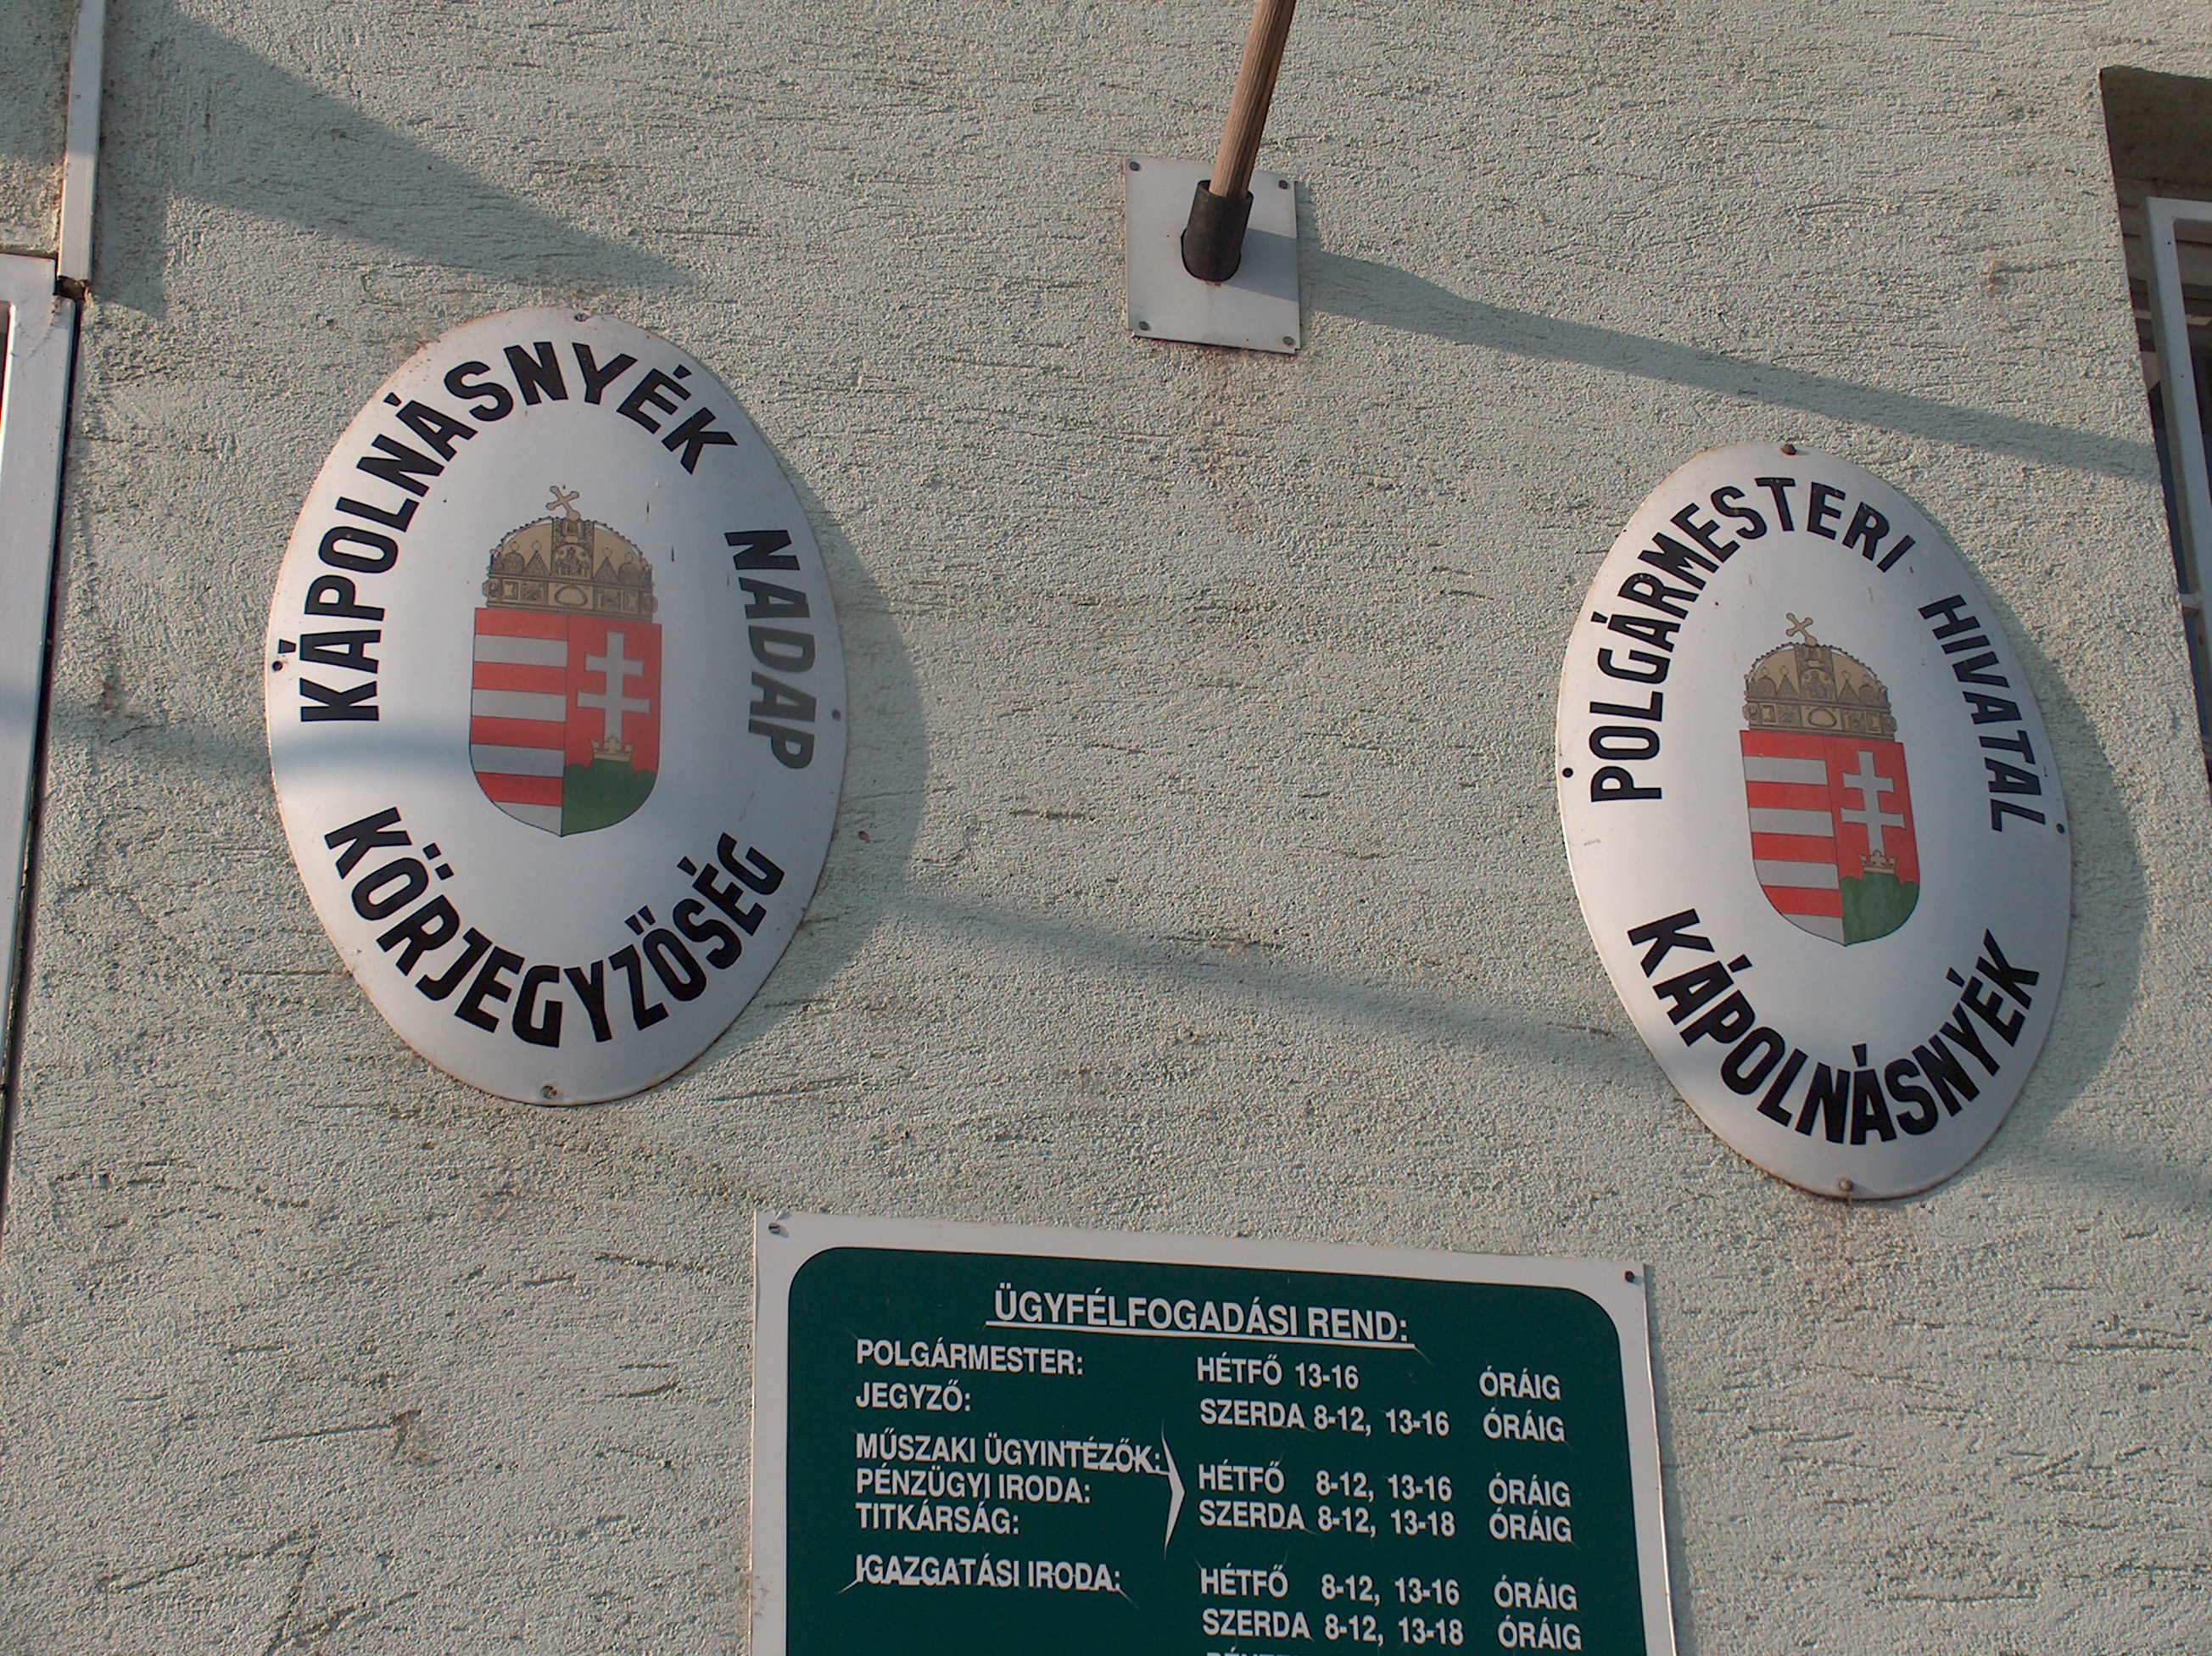 KÁPOLNÁSNYÉK NADAP
KÖRJEGYZŐSÉG
POLGÁRMESTERI HIVATAL
KÁPOLNÁSNYÉK
ÜGYFÉLFOGADÁSI REND:
POLGÁRMESTER: HÉTFŐ 13-16 ÓRÁIG
JEGYZŐ: SZERDA 8-12, 13-16 ÓRÁIG
MŰSZAKI ÜGYINTÉZŐK:
PÉNZÜGYI IRODA: HÉTFŐ 8-12, 13-16 ÓRÁIG
TITKÁRSÁG: SZERDA 8-12, 13-18 ÓRÁIG
IGAZGATÁSI IRODA: HÉTFŐ 8-12, 13-16 ÓRÁIG
SZERDA 8-12, 13-18 ÓRÁIG